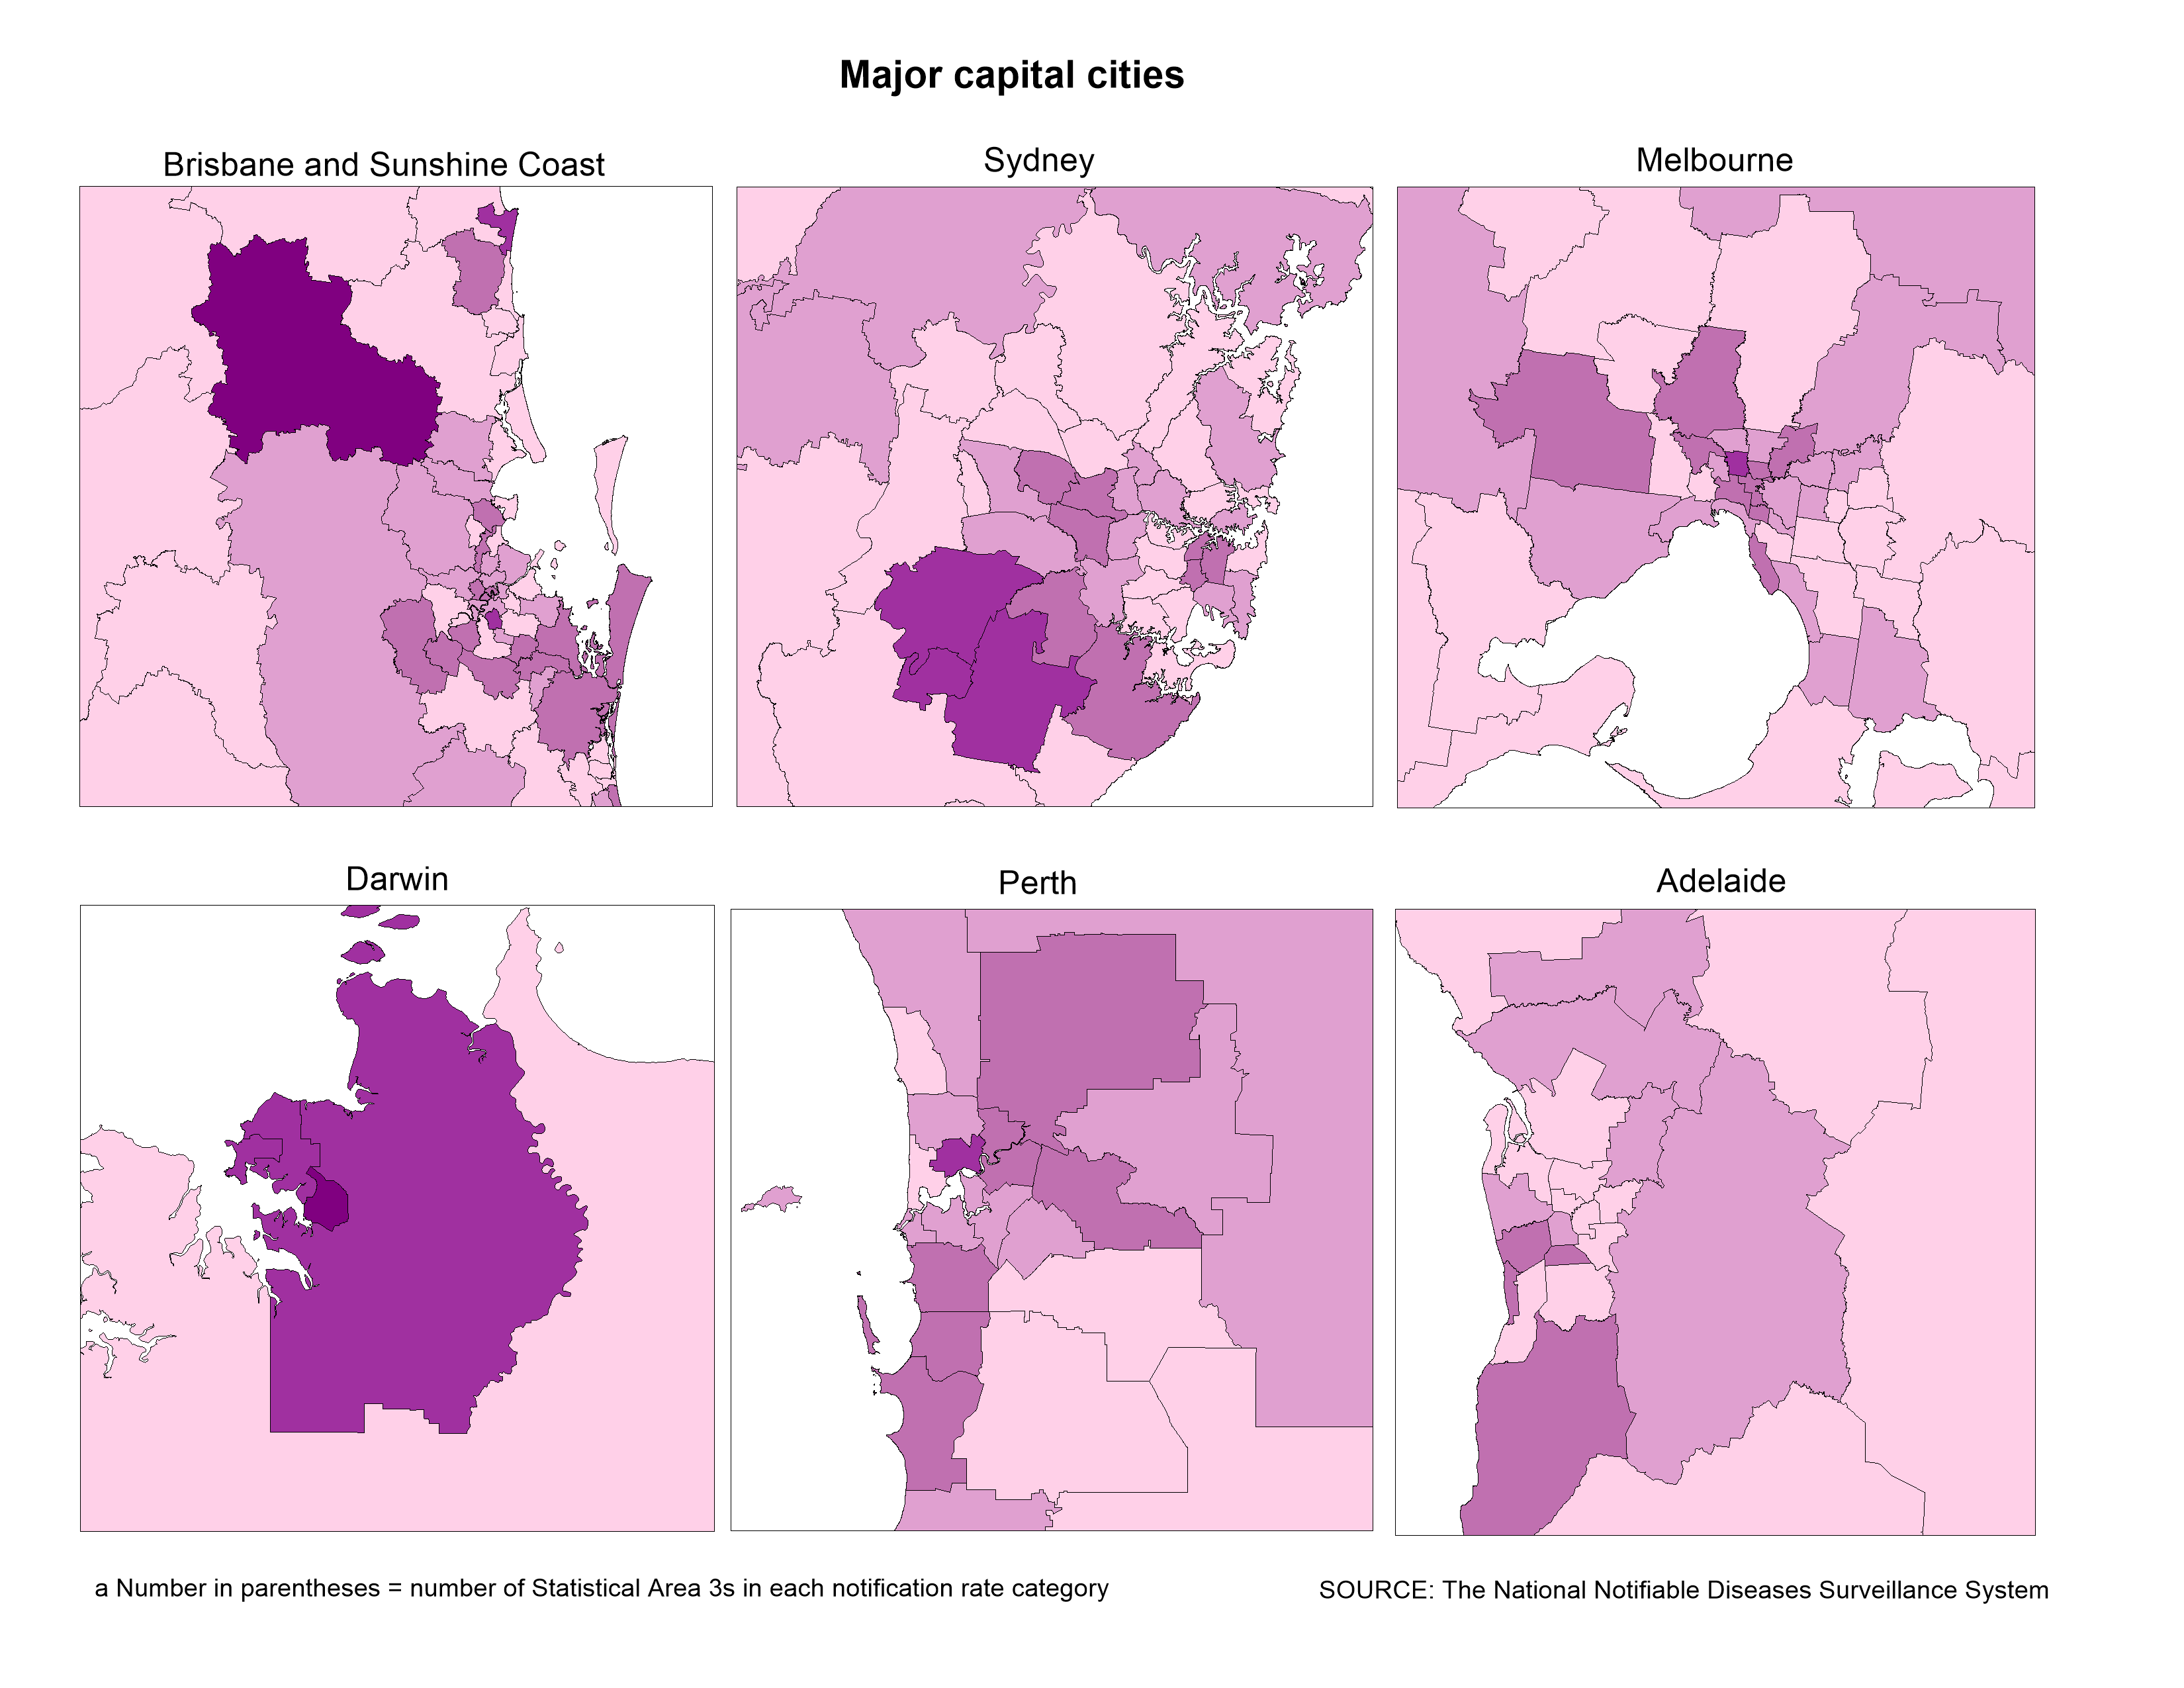 Major capital cities
Brisbane and Sunshine Coast
Sydney
Melbourne
Darwin
Perth
Adelaide
a Number in parentheses = number of Statistical Area 3s in each notification rate category
SOURCE: The National Notifiable Diseases Surveillance System